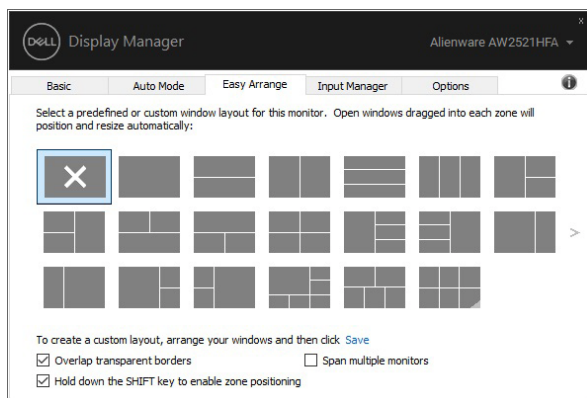 DELL Display Manager
Alienware AW2521HFA
x
Basic Auto Mode Easy Arrange Input Manager Options
Select a predefined or custom window layout for this monitor. Open windows dragged into each zone will
position and resize automatically:
To create a custom layout, arrange your windows and then click Save
Overlap transparent borders Span multiple monitors
Hold down the SHIFT key to enable zone positioning